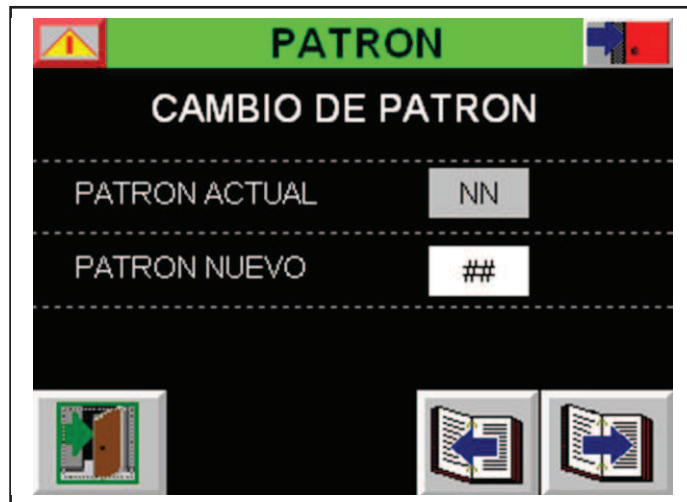 PATRON
CAMBIO DE PATRON
PATRON ACTUAL NN
PATRON NUEVO ##